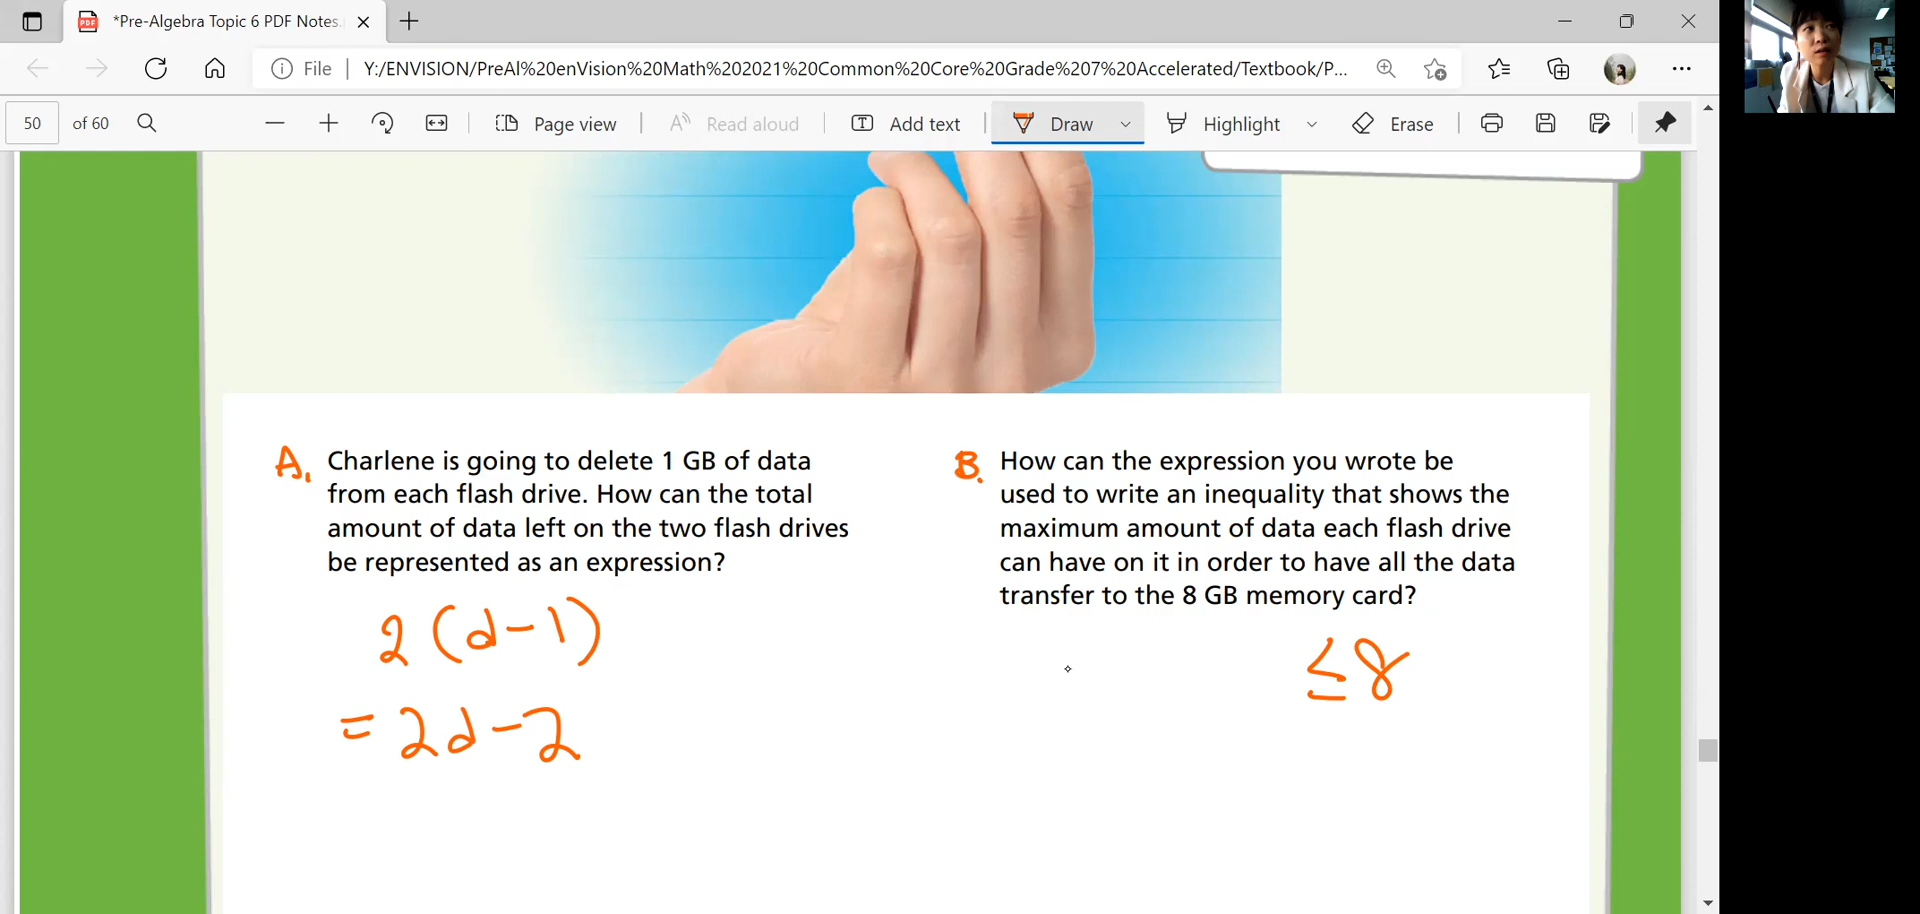 *Pre-Algebra Topic 6 PDF Notes.
File
Y:/ENVISION/PreAl%20enVision%20Math%202021%20Common%20Core%20Grade%207%20Accelerated/Textbook/P...
50 of 60
Page view
Read aloud
Add text
Draw
Highlight
Erase
A. Charlene is going to delete 1 GB of data
from each flash drive. How can the total
amount of data left on the two flash drives
be represented as an expression?
2(d-1)
=2d-2
B. How can the expression you wrote be
used to write an inequality that shows the
maximum amount of data each flash drive
can have on it in order to have all the data
transfer to the 8 GB memory card?
≤8